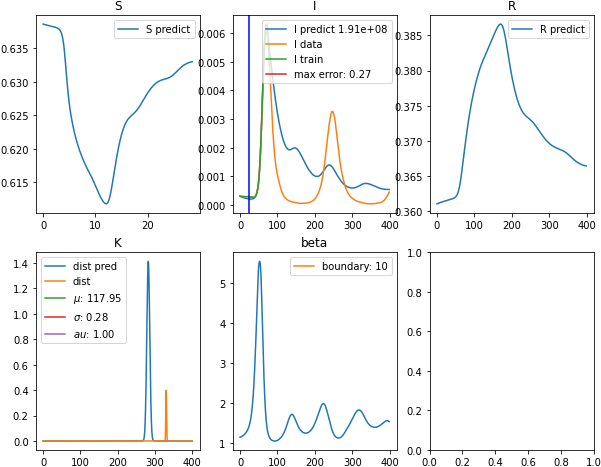 S
I
R
S predict
I predict 1.91e+08
I data
I train
max error: 0.27
R predict
0.635
0.630
0.625
0.620
0.615
0 10 20
0.006
0.005
0.004
0.003
0.002
0.001
0.000
0 100 200 300 400
0.385
0.380
0.375
0.370
0.365
0.360
0 100 200 300 400
K
beta
dist pred
dist
μ: 117.95
σ: 0.28
au: 1.00
boundary: 10
1.4
1.2
1.0
0.8
0.6
0.4
0.2
0.0
0 100 200 300 400
5
4
3
2
1
0 100 200 300 400
1.0
0.8
0.6
0.4
0.2
0.0
0.0 0.2 0.4 0.6 0.8 1.0